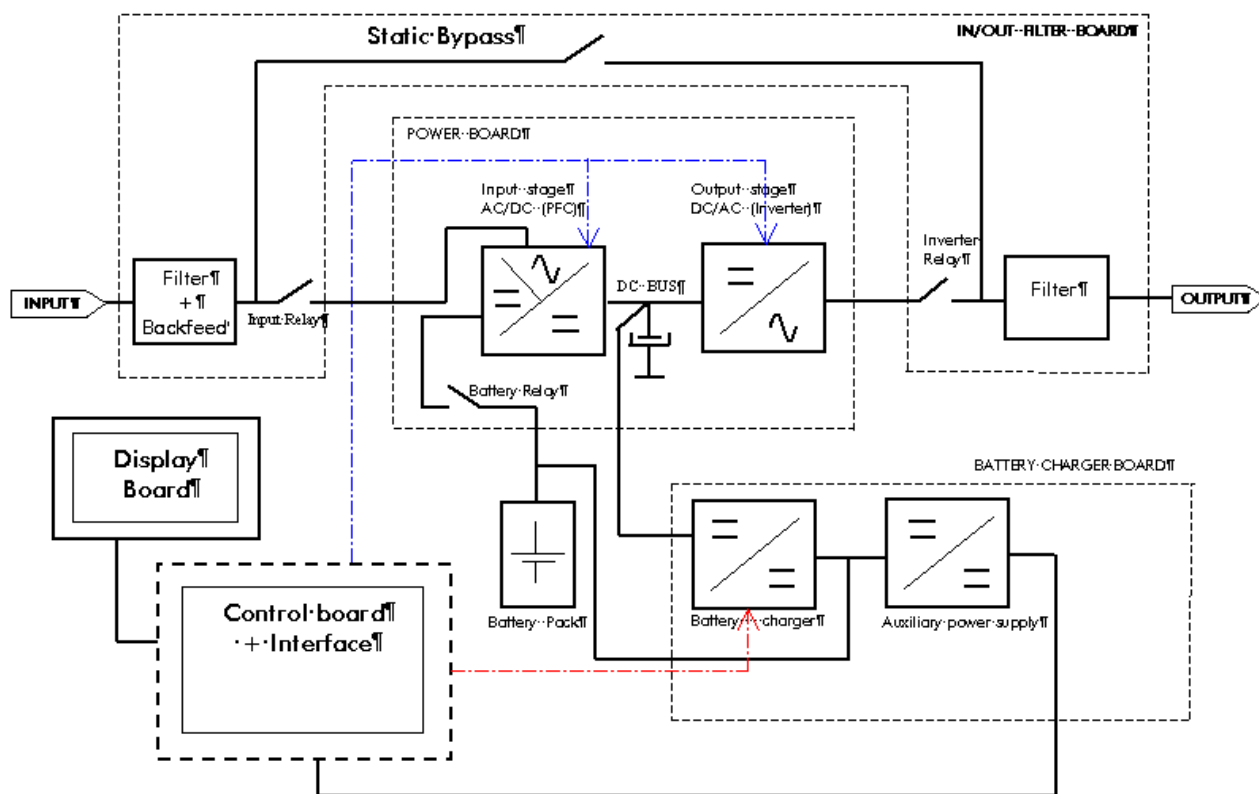 Static·Bypass¶
IN/OUT··FILTER··BOARD¶
POWER··BOARD¶
Input··stage¶
AC/DC··(PFC)¶
Output··stage¶
DC/AC··(Inverter)¶
INPUT¶
Filter¶
+·¶
Backfeed'
Input·Relay¶
DC··BUS¶
Inverter·
Relay¶
Filter¶
OUTPUT¶
Battery·Relay¶
Display¶
Board¶
BATTERY·CHARGER·BOARD¶
Control·board¶
·+·Interface¶
Battery··Pack¶
Battery····charger¶
Auxiliary·power·supply¶